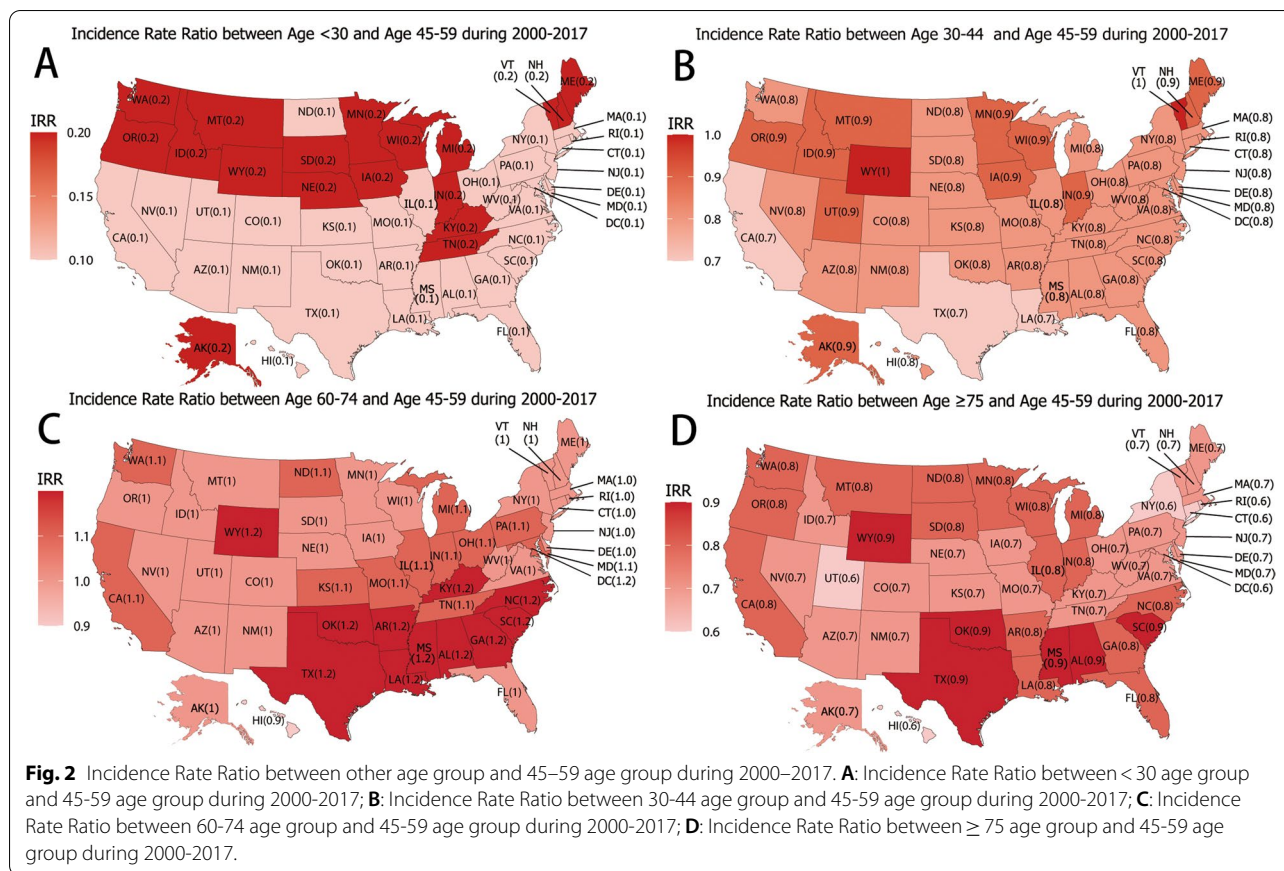 Incidence Rate Ratio between Age <30 and Age 45-59 during 2000-2017
A
VT
(0.2)
NH
(0.2)
ME(0.2)
WA(0.2)
MT(0.2)
ND(0.1)
MN(0.2)
MA(0.1)
IRR
OR(0.2)
ID(0.2)
WI(0.2)
NY(0.1)
RI(0.1)
0.20
WY(0.2)
SD(0.2)
MI(0.2)
CT(0.1)
IA(0.2)
PA(0.1)
NJ(0.1)
NE(0.2)
OH(0.1)
DE(0.1)
0.15
NV(0.1)
UT(0.1)
CO(0.1)
IL(0.1)
IN(0.2)
WV(0.1)
MD(0.1)
KS(0.1)
MO(0.1)
VA(0.1)
DC(0.1)
CA(0.1)
KY(0.2)
0.10
TN(0.2)
NC(0.1)
AZ(0.1)
NM(0.1)
OK(0.1)
AR(0.1)
SC(0.1)
MS
(0.1)
AL(0.1)
GA(0.1)
TX(0.1)
LA(0.1)
FL(0.1)
AK(0.2)
HI(0.1)
Incidence Rate Ratio between Age 30-44 and Age 45-59 during 2000-2017
B
VT
(1)
NH
(0.9)
ME(0.9)
WA(0.8)
MT(0.9)
ND(0.8)
MN(0.9)
MA(0.8)
IRR
OR(0.9)
ID(0.9)
WI(0.9)
NY(0.8)
RI(0.8)
1.0
WY(1)
SD(0.8)
MI(0.8)
CT(0.8)
0.9
IA(0.9)
PA(0.8)
NJ(0.8)
NE(0.8)
OH(0.8)
DE(0.8)
0.8
NV(0.8)
UT(0.9)
CO(0.8)
IL(0.8)
IN(0.9)
WV(0.8)
MD(0.8)
KS(0.8)
MO(0.8)
VA(0.8)
DC(0.8)
CA(0.7)
KY(0.8)
0.7
TN(0.8)
NC(0.8)
AZ(0.8)
NM(0.8)
OK(0.8)
AR(0.8)
SC(0.8)
MS
(0.8)
AL(0.8)
GA(0.8)
TX(0.7)
LA(0.7)
FL(0.8)
AK(0.9)
HI(0.8)
Incidence Rate Ratio between Age 60-74 and Age 45-59 during 2000-2017
C
VT
(1)
NH
(1)
ME(1)
WA(1.1)
MT(1)
ND(1.1)
MN(1)
MA(1.0)
IRR
OR(1)
ID(1)
WI(1)
NY(1)
RI(1.0)
WY(1.2)
SD(1)
MI(1.1)
CT(1.0)
1.1
IA(1)
PA(1.1)
NJ(1.0)
NE(1)
OH(1.1)
DE(1.0)
1.0
NV(1)
UT(1)
CO(1)
IL(1.1)
IN(1.1)
WV(1)
MD(1.1)
KS(1.1)
MO(1.1)
VA(1)
DC(1.2)
CA(1.1)
KY(1.2)
0.9
TN(1.1)
NC(1.2)
AZ(1)
NM(1)
OK(1.2)
AR(1.2)
SC(1.2)
MS
(1.2)
AL(1.2)
GA(1.2)
TX(1.2)
LA(1.2)
FL(1)
AK(1)
HI(0.9)
Incidence Rate Ratio between Age ≥75 and Age 45-59 during 2000-2017
D
VT
(0.7)
NH
(0.7)
ME(0.7)
WA(0.8)
MT(0.8)
ND(0.8)
MN(0.8)
MA(0.7)
IRR
OR(0.8)
ID(0.7)
WI(0.8)
NY(0.6)
RI(0.6)
0.9
WY(0.9)
SD(0.8)
MI(0.8)
CT(0.6)
0.8
IA(0.7)
PA(0.7)
NJ(0.7)
NE(0.7)
OH(0.7)
DE(0.7)
0.7
NV(0.7)
UT(0.6)
CO(0.7)
IL(0.8)
IN(0.8)
WV(0.7)
MD(0.7)
KS(0.7)
MO(0.7)
VA(0.7)
DC(0.6)
CA(0.8)
KY(0.7)
0.6
TN(0.7)
NC(0.8)
AZ(0.7)
NM(0.7)
OK(0.9)
AR(0.8)
SC(0.9)
MS
(0.9)
AL(0.9)
GA(0.8)
TX(0.9)
LA(0.8)
FL(0.8)
AK(0.7)
HI(0.6)
Fig. 2 Incidence Rate Ratio between other age group and 45–59 age group during 2000–2017. A: Incidence Rate Ratio between < 30 age group
and 45-59 age group during 2000-2017; B: Incidence Rate Ratio between 30-44 age group and 45-59 age group during 2000-2017; C: Incidence
Rate Ratio between 60-74 age group and 45-59 age group during 2000-2017; D: Incidence Rate Ratio between ≥ 75 age group and 45-59 age
group during 2000-2017.